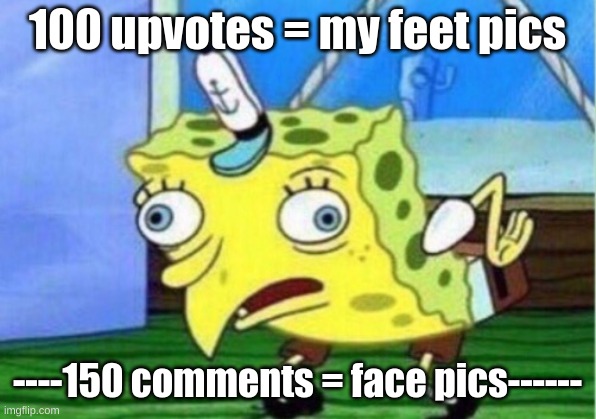 100 upvotes = my feet pics
----150 comments = face pics------
imgflip.com